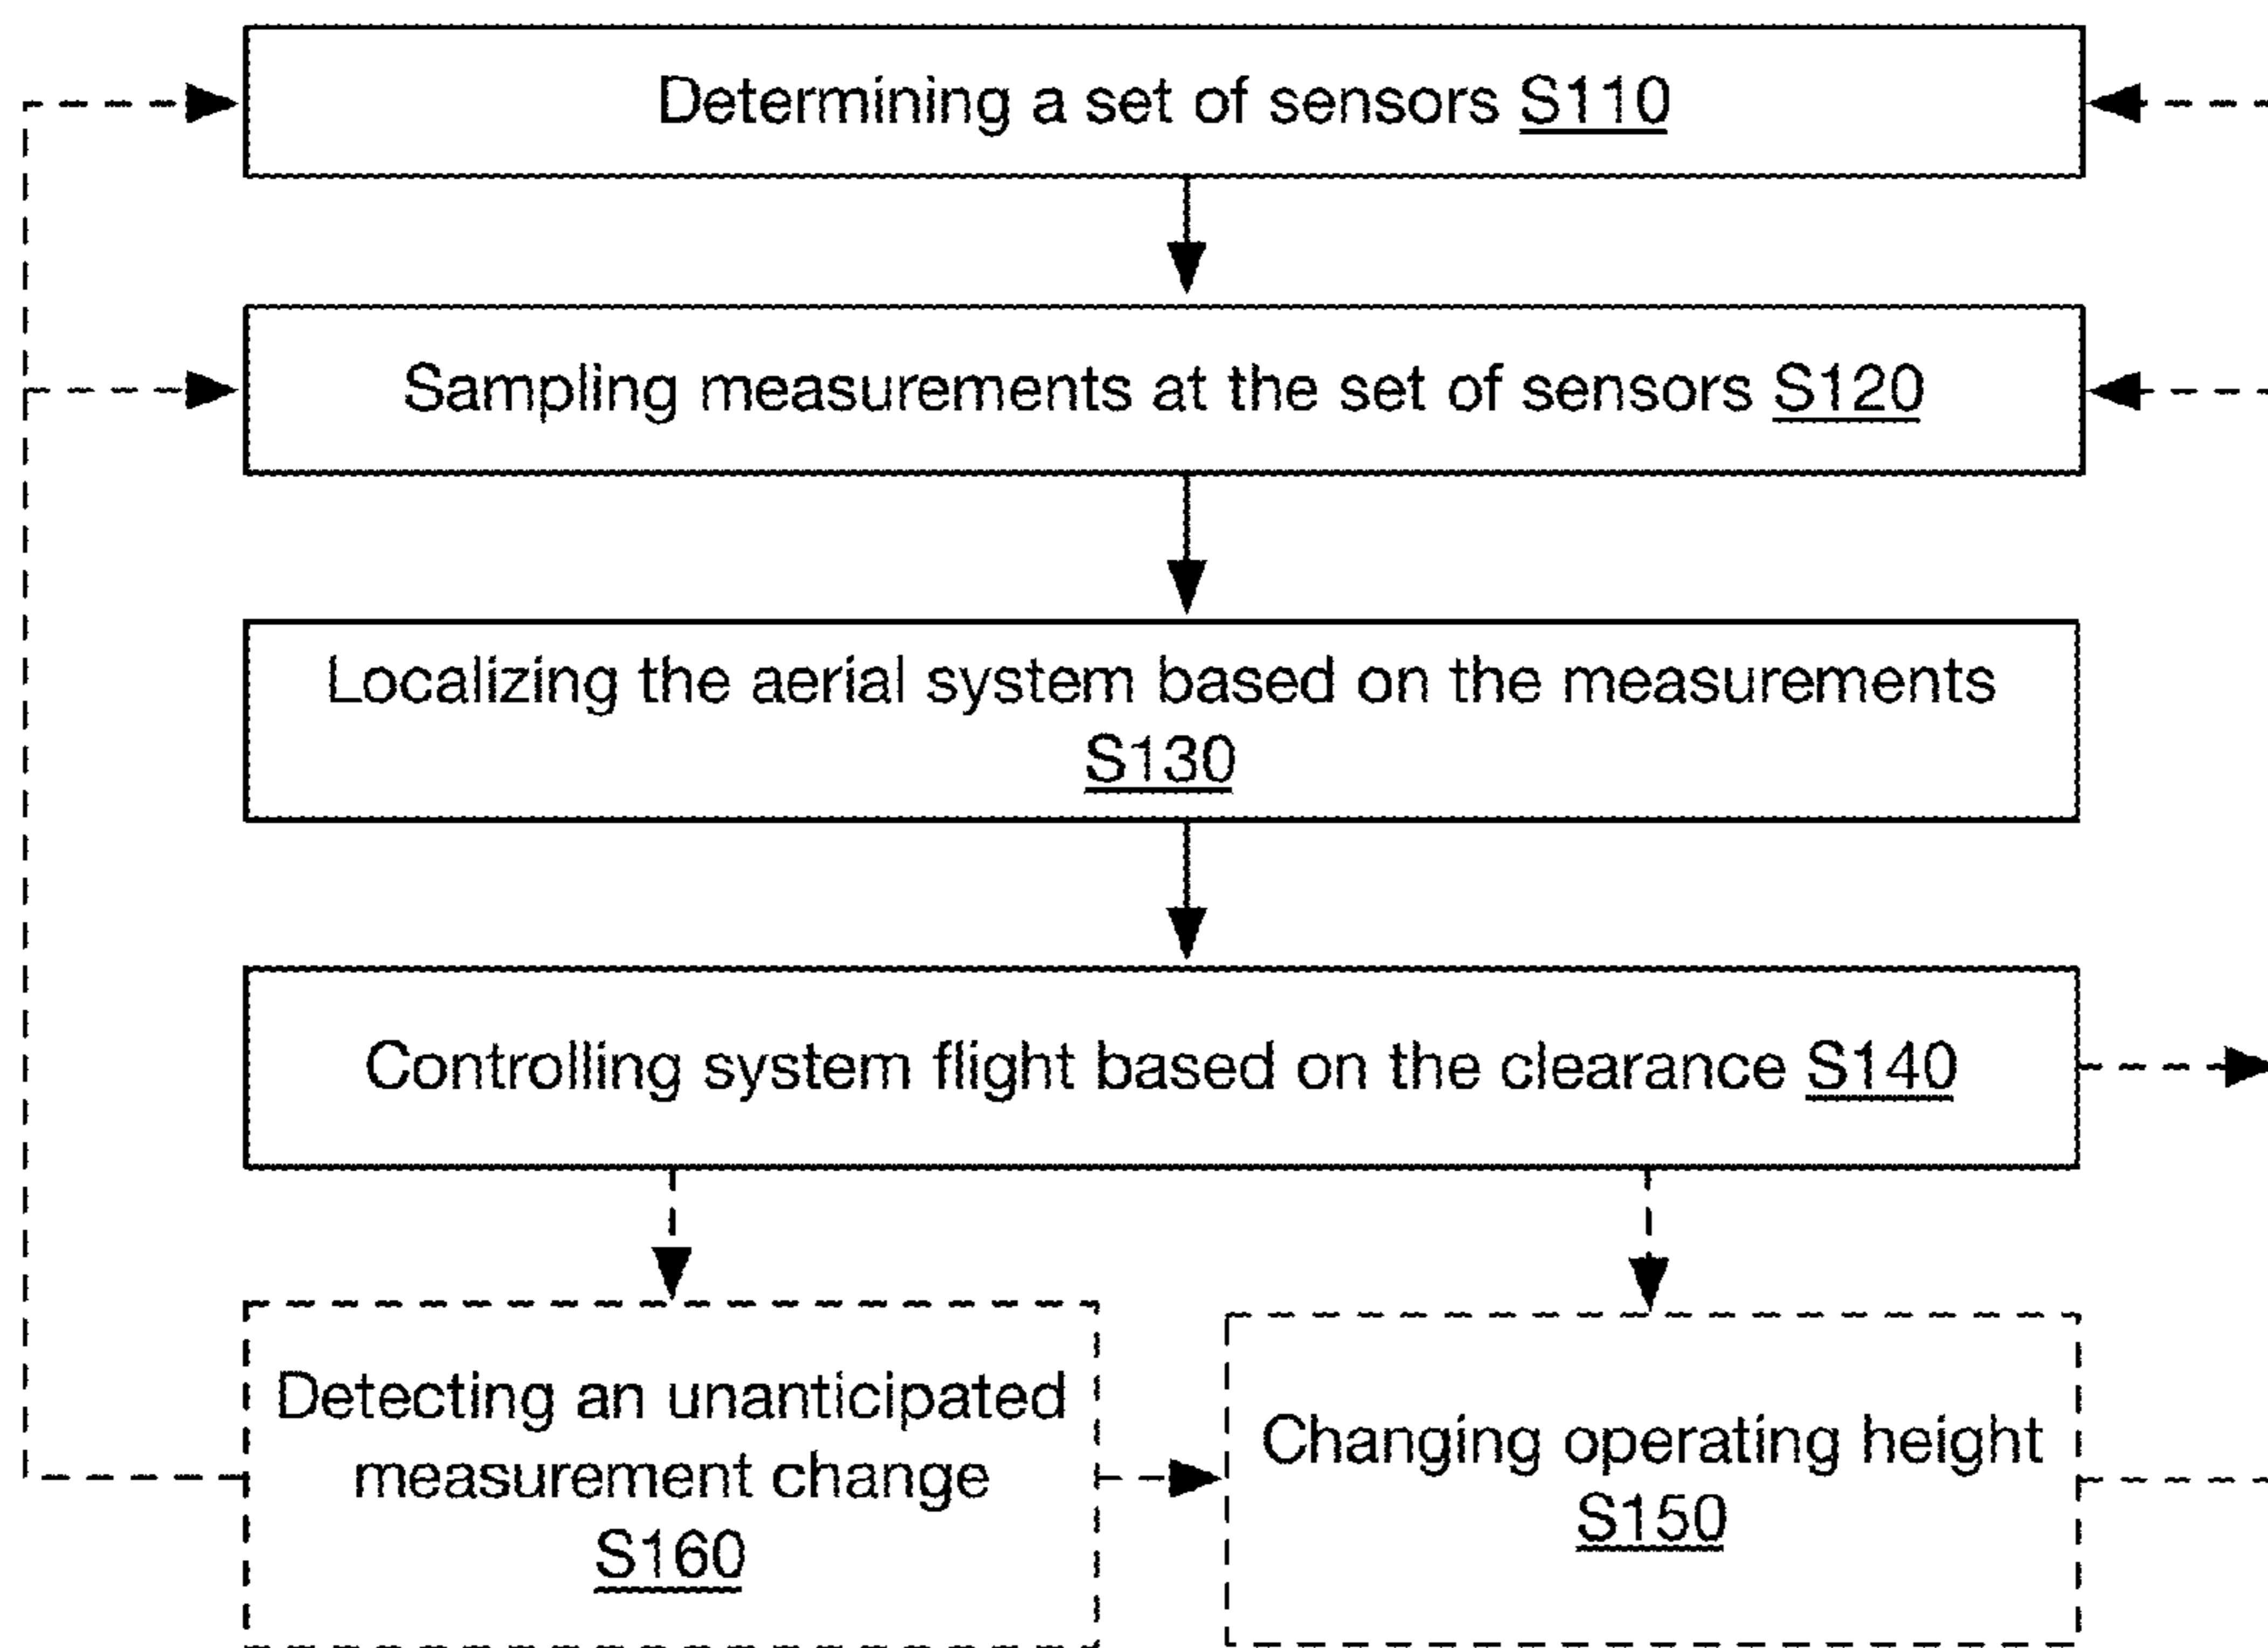 Determining a set of sensors S110
Sampling measurements at the set of sensors S120
Localizing the aerial system based on the measurements
S130
Controlling system flight based on the clearance S140
Detecting an unanticipated
measurement change
S160
Changing operating height
S150